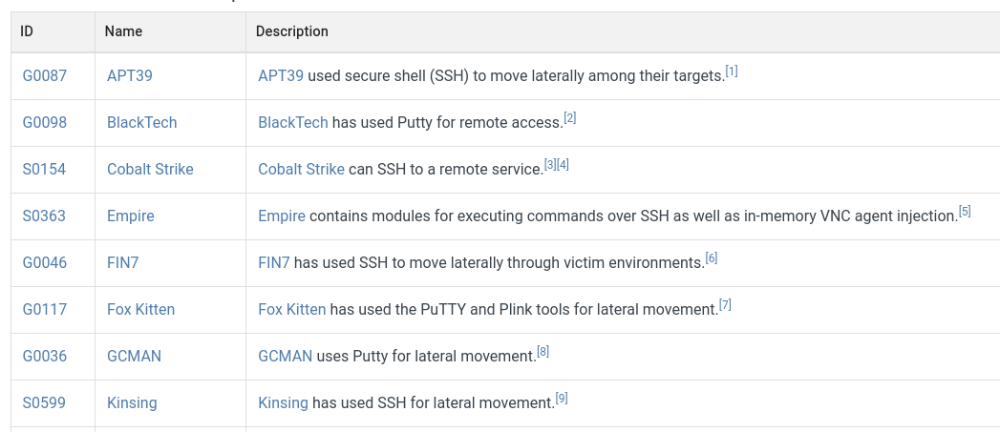 ID Name Description
G0087 APT39 APT39 used secure shell (SSH) to move laterally among their targets.[1]
G0098 BlackTech BlackTech has used Putty for remote access.[2]
S0154 Cobalt Strike Cobalt Strike can SSH to a remote service.[3][4]
S0363 Empire Empire contains modules for executing commands over SSH as well as in-memory VNC agent injection.[5]
G0046 FIN7 FIN7 has used SSH to move laterally through victim environments.[6]
G0117 Fox Kitten Fox Kitten has used the PuTTY and Plink tools for lateral movement.[7]
G0036 GCMAN GCMAN uses Putty for lateral movement.[8]
S0599 Kinsing Kinsing has used SSH for lateral movement.[9]